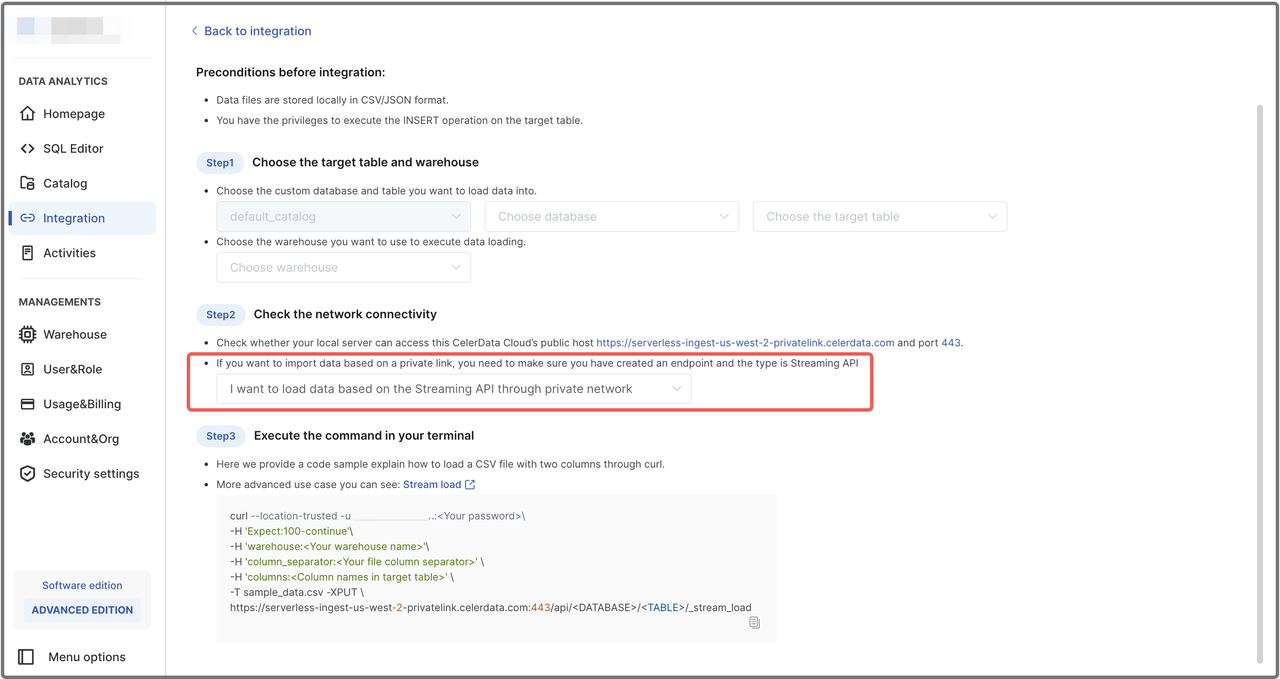 Back to integration
DATA ANALYTICS
Homepage
SQL Editor
Catalog
Integration
Activities
MANAGEMENTS
Warehouse
User&Role
Usage&Billing
Account&Org
Security settings
Software edition
ADVANCED EDITION
Menu options
Preconditions before integration:
• Data files are stored locally in CSV/JSON format.
• You have the privileges to execute the INSERT operation on the target table.
Step1 Choose the target table and warehouse
• Choose the custom database and table you want to load data into.
default_catalog Choose database Choose the target table
• Choose the warehouse you want to use to execute data loading.
Choose warehouse
Step2 Check the network connectivity
• Check whether your local server can access this CelerData Cloud's public host https://serverless-ingest-us-west-2-privatelink.celerdata.com and port 443.
• If you want to import data based on a private link, you need to make sure you have created an endpoint and the type is Streaming API
I want to load data based on the Streaming API through private network
Step3 Execute the command in your terminal
• Here we provide a code sample explain how to load a CSV file with two columns through curl.
• More advanced use case you can see: Stream load
curl --location-trusted -u ..:<Your password>\
-H 'Expect:100-continue'\
-H 'warehouse:<Your warehouse name>'\
-H 'column_separator:<Your file column separator>' \
-H 'columns:<Column names in target table>' \
-T sample_data.csv -XPUT \
https://serverless-ingest-us-west-2-privatelink.celerdata.com:443/api/<DATABASE>/<TABLE>/_stream_load